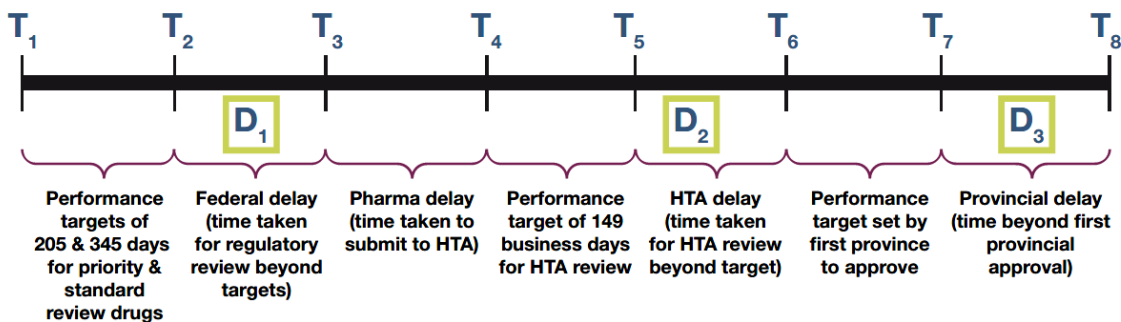 T1 T2 T3 T4 T5 T6 T7 T8
D1 D2 D3
Performance
targets of
205 & 345 days
for priority &
standard
review drugs
Federal delay
(time taken
for regulatory
review beyond
targets)
Pharma delay
(time taken to
submit to HTA)
Performance
target of 149
business days
for HTA review
HTA delay
(time taken
for HTA review
beyond target)
Performance
target set by
first province
to approve
Provincial delay
(time beyond first
provincial
approval)